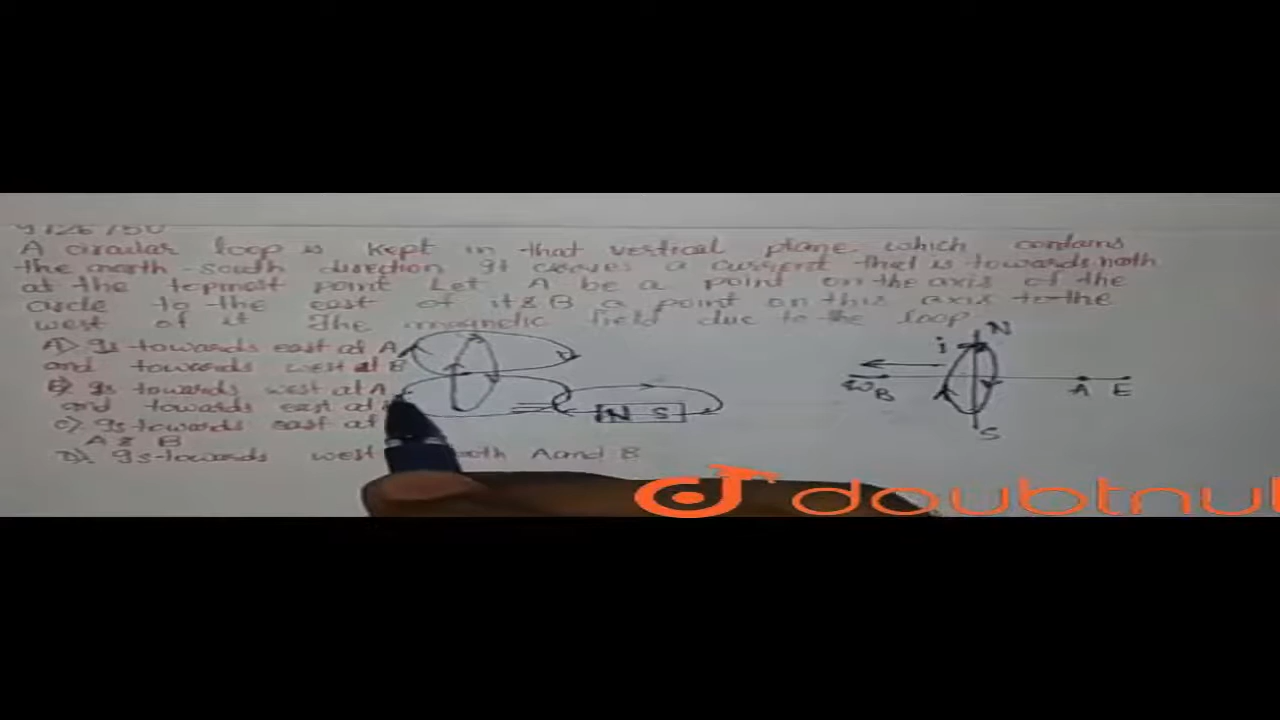 A circular loop is kept in that vertical plane which contains
the north-south direction It carries a current that is towards north
at the topmost point Let A be a point on the axis of the
circle to the east of it & B a point on this axis to the
west of it The magnetic field due to the loop
A) Is towards east at A
and towards west at B
B) Is towards west at A
and towards east at
C) Is towards east at
A & B
D) Is towards west both A and B
N S
N
i
W B A E
S
doubtnut